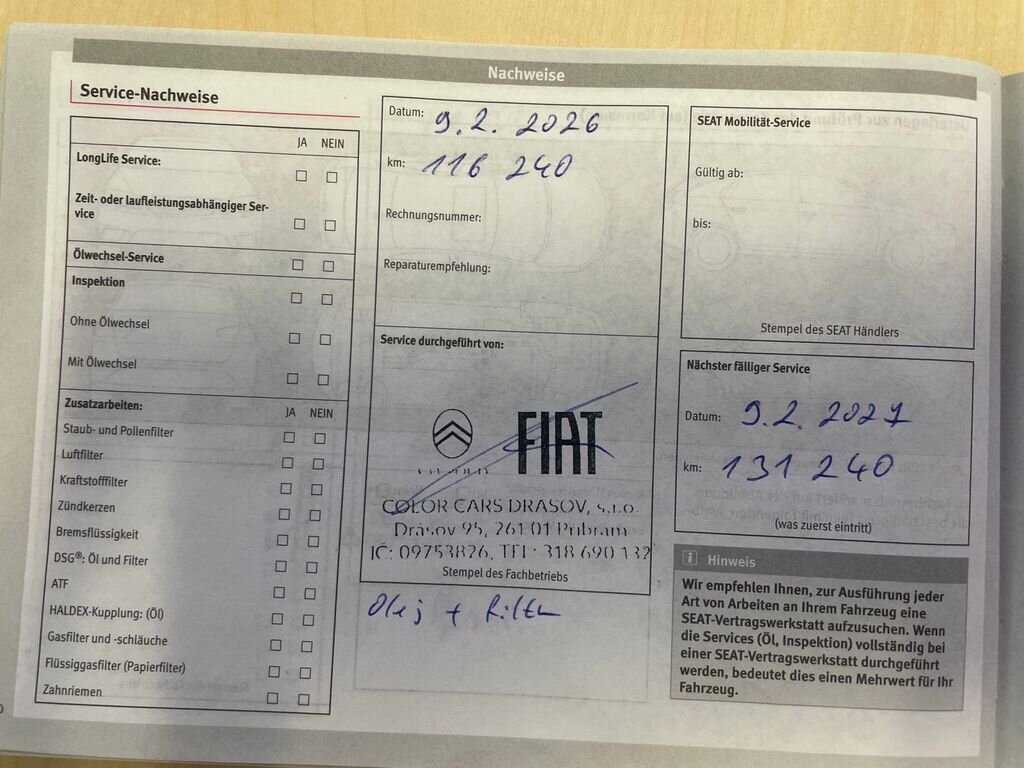 Nachweise
Service-Nachweise
JA NEIN
LongLife Service:
Zeit- oder laufleistungsabhängiger Ser-
vice
Ölwechsel-Service
Inspektion
Ohne Ölwechsel
Mit Ölwechsel
Zusatzarbeiten: JA NEIN
Staub- und Pollenfilter
Luftfilter
Kraftstofffilter
Zündkerzen
Bremsflüssigkeit
DSG®: Öl und Filter
ATF
HALDEX-Kupplung: (Öl)
Gasfilter und -schläuche
Flüssiggasfilter (Papierfilter)
Zahnriemen
Datum: 9.2. 2026
km: 116 240
Rechnungsnummer:
Reparaturempfehlung:
Service durchgeführt von:
FIAT
COLOR CARS DRASOV, s.r.o.
Drásov 95, 261 01 Příbram
IČ: 09753826, TEL: 318 690 132
Stempel des Fachbetriebs
Olej + filtr
SEAT Mobilität-Service
Gültig ab:
bis:
Stempel des SEAT Händlers
Nächster fälliger Service
Datum: 9.2. 2027
km: 131 240
(was zuerst eintritt)
i Hinweis
Wir empfehlen Ihnen, zur Ausführung jeder
Art von Arbeiten an Ihrem Fahrzeug eine
SEAT-Vertragswerkstatt aufzusuchen. Wenn
die Services (Öl, Inspektion) vollständig bei
einer SEAT-Vertragswerkstatt durchgeführt
werden, bedeutet dies einen Mehrwert für Ihr
Fahrzeug.